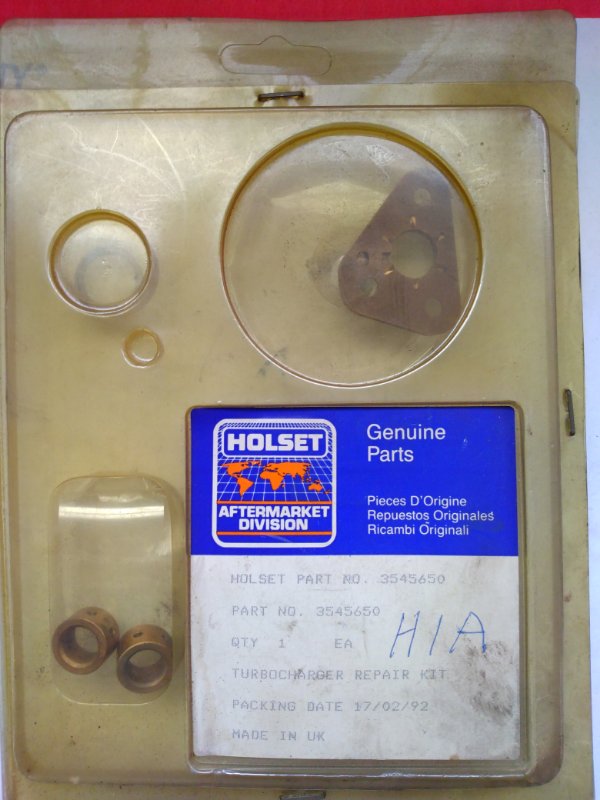 HOLSET
AFTERMARKET
DIVISION
Genuine
Parts
Pieces D'Origine
Repuestos Originales
Ricambi Originali
HOLSET PART NO. 3545650
PART NO. 3545650
QTY 1 EA
H1A
TURBOCHARGER REPAIR KIT
PACKING DATE 17/02/92
MADE IN UK